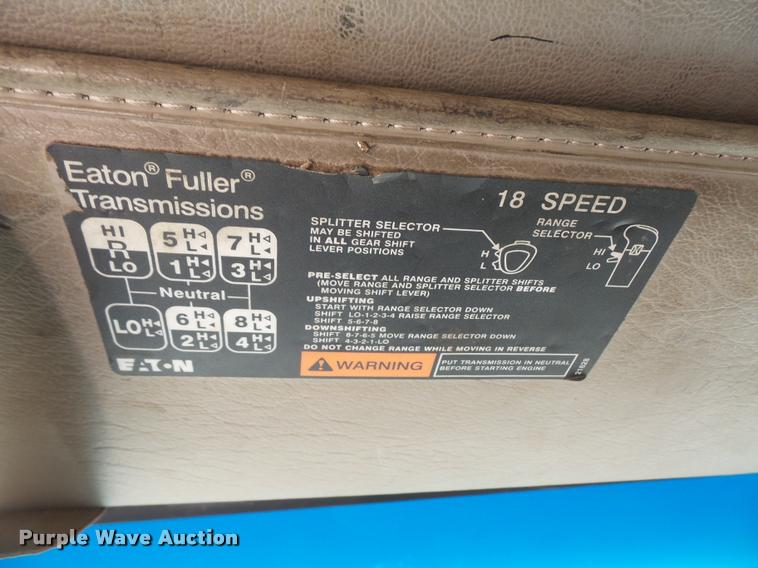 Eaton® Fuller®
Transmissions
HI
R
LO
5 H◁
L◀
1 H◀
L◁
7 H◁
L◀
3 H◀
L◁
Neutral
LO H◀
L◁
6 H◁
L◀
2 H◀
L◁
8 H◁
L◀
4 H◀
L◁
EATON
18 SPEED
SPLITTER SELECTOR
MAY BE SHIFTED
IN ALL GEAR SHIFT
LEVER POSITIONS
H
L
RANGE
SELECTOR
HI
LO
PRE-SELECT ALL RANGE AND SPLITTER SHIFTS
(MOVE RANGE AND SPLITTER SELECTOR BEFORE
MOVING SHIFT LEVER)
UPSHIFTING
START WITH RANGE SELECTOR DOWN
SHIFT LO-1-2-3-4 RAISE RANGE SELECTOR
SHIFT 5-6-7-8
DOWNSHIFTING
SHIFT 8-7-6-5 MOVE RANGE SELECTOR DOWN
SHIFT 4-3-2-1-LO
DO NOT CHANGE RANGE WHILE MOVING IN REVERSE
WARNING
PUT TRANSMISSION IN NEUTRAL
BEFORE STARTING ENGINE
21628
Purple Wave Auction